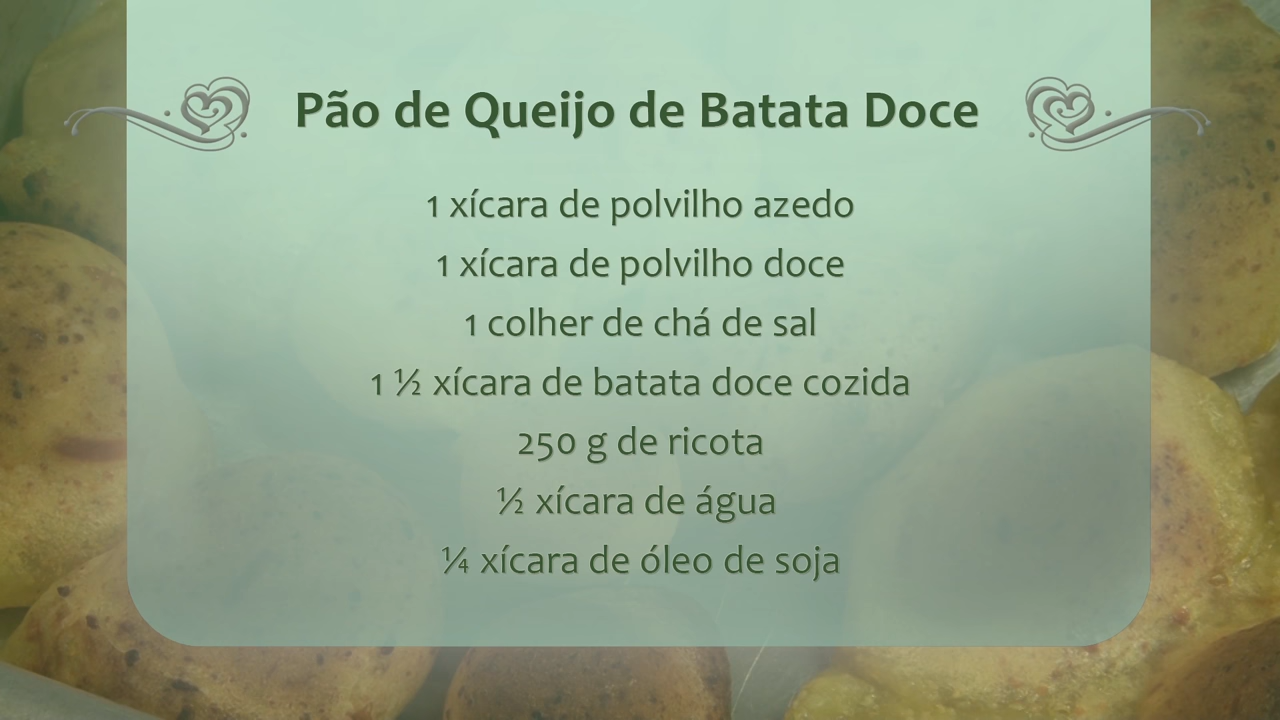 Pão de Queijo de Batata Doce
1 xícara de polvilho azedo
1 xícara de polvilho doce
1 colher de chá de sal
1 ½ xícara de batata doce cozida
250 g de ricota
½ xícara de água
¼ xícara de óleo de soja